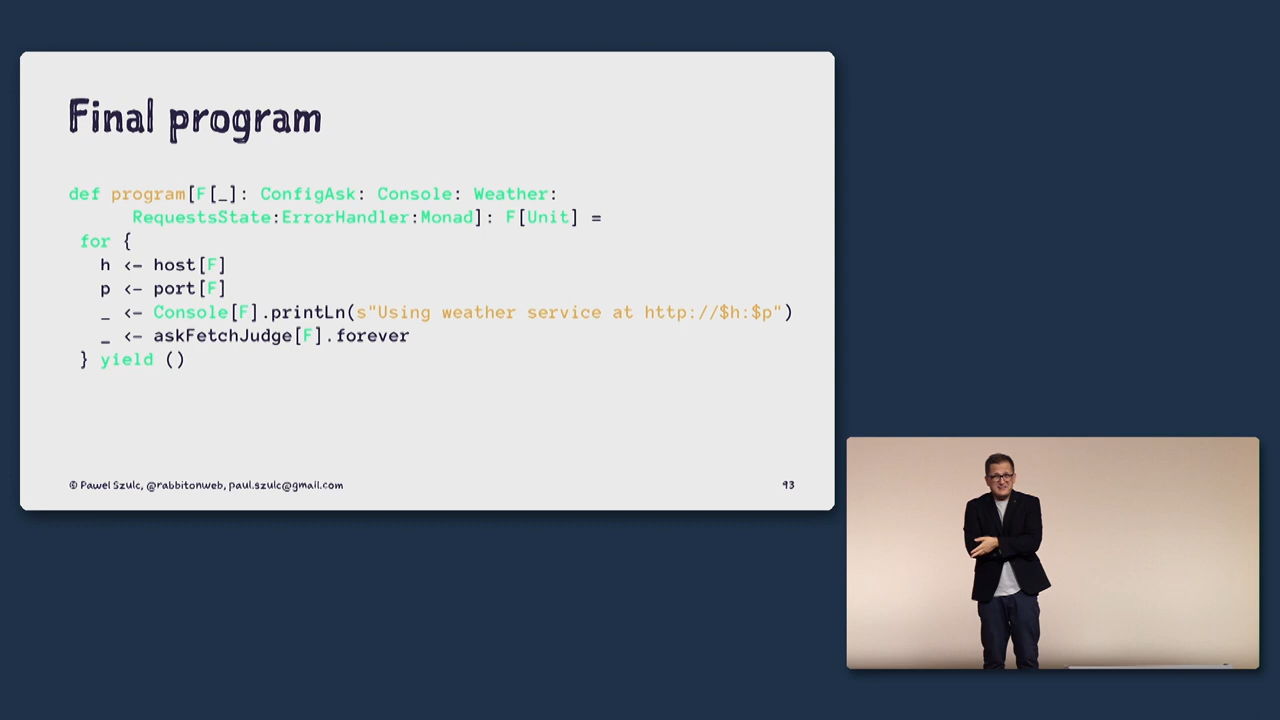 Final program
def program[F[_]: ConfigAsk: Console: Weather:
RequestsState:ErrorHandler:Monad]: F[Unit] =
for {
h <- host[F]
p <- port[F]
_ <- Console[F].printLn(s"Using weather service at http://$h:$p")
_ <- askFetchJudge[F].forever
} yield ()
© Pawel Szulc, @rabbitonweb, paul.szulc@gmail.com
93